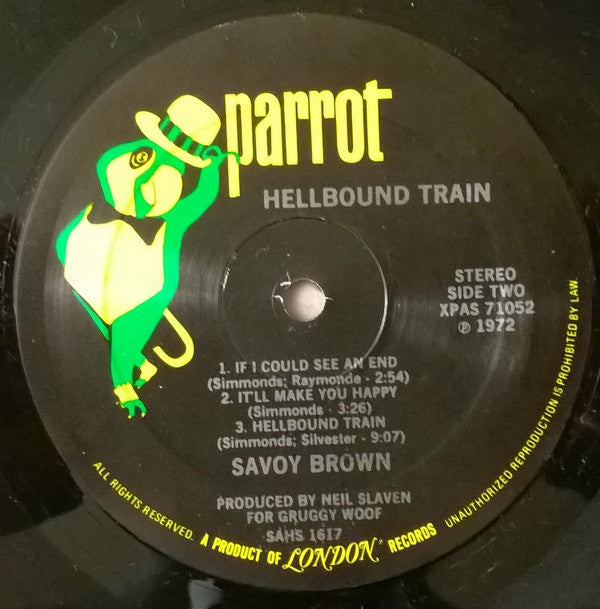 parrot
HELLBOUND TRAIN
STEREO
SIDE TWO
XPAS 71052
℗ 1972
1. IF I COULD SEE AN END
(Simmonds; Raymonde - 2:54)
2. IT'LL MAKE YOU HAPPY
(Simmonds - 3:26)
3. HELLBOUND TRAIN
(Simmonds; Silvester - 9:07)
SAVOY BROWN
PRODUCED BY NEIL SLAVEN
FOR GRUGGY WOOF
SAHS 1617
ALL RIGHTS RESERVED. A PRODUCT OF LONDON® RECORDS UNAUTHORIZED REPRODUCTION IS PROHIBITED BY LAW.